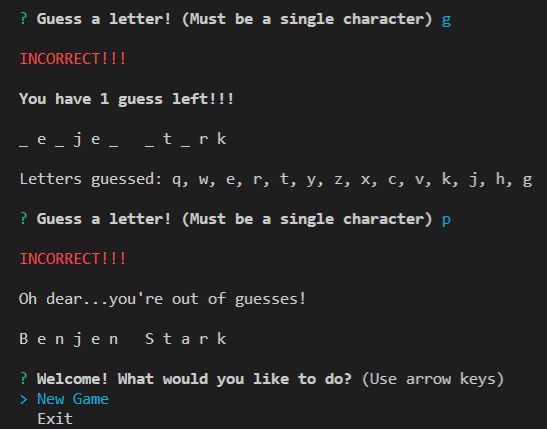 ? Guess a letter! (Must be a single character) g
INCORRECT!!!
You have 1 guess left!!!
_ e _ j e _   _ t _ r k
Letters guessed: q, w, e, r, t, y, z, x, c, v, k, j, h, g
? Guess a letter! (Must be a single character) p
INCORRECT!!!
Oh dear...you're out of guesses!
B e n j e n   S t a r k
? Welcome! What would you like to do? (Use arrow keys)
> New Game
  Exit